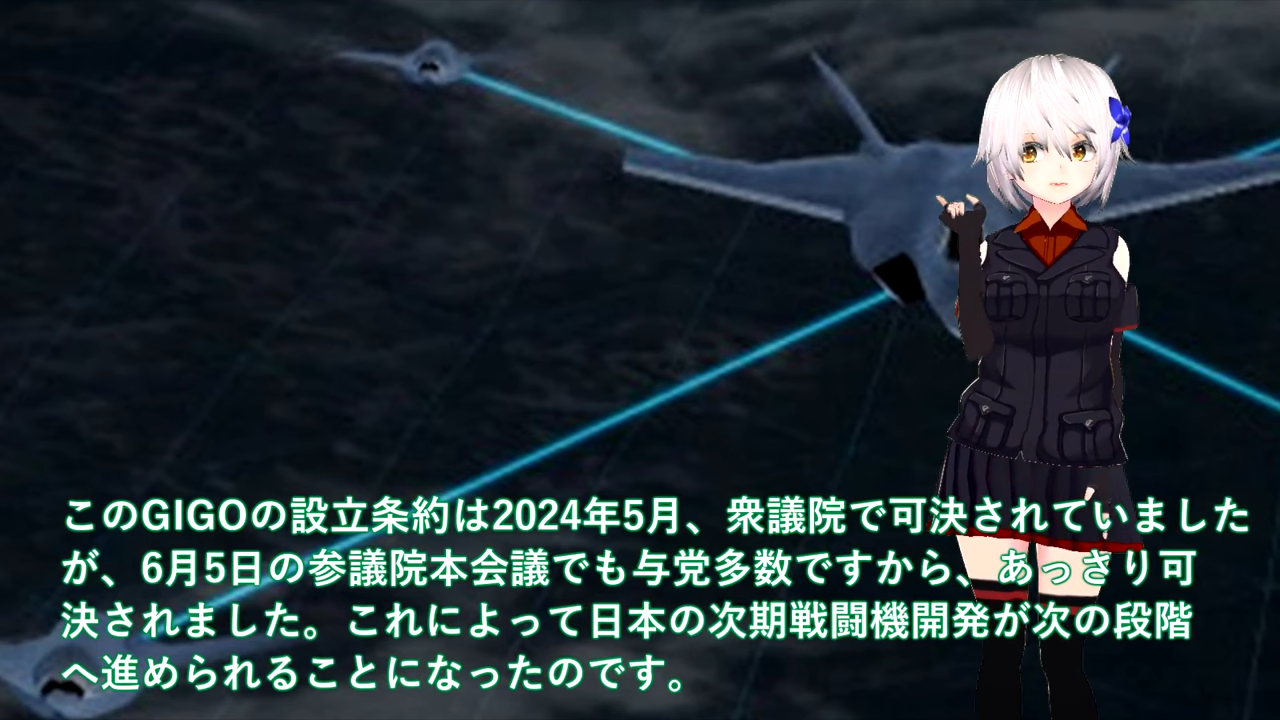 このGIGOの設立条約は2024年5月、衆議院で可決されていました
が、6月5日の参議院本会議でも与党多数ですから、あっさり可
決されました。これによって日本の次期戦闘機開発が次の段階
へ進められることになったのです。